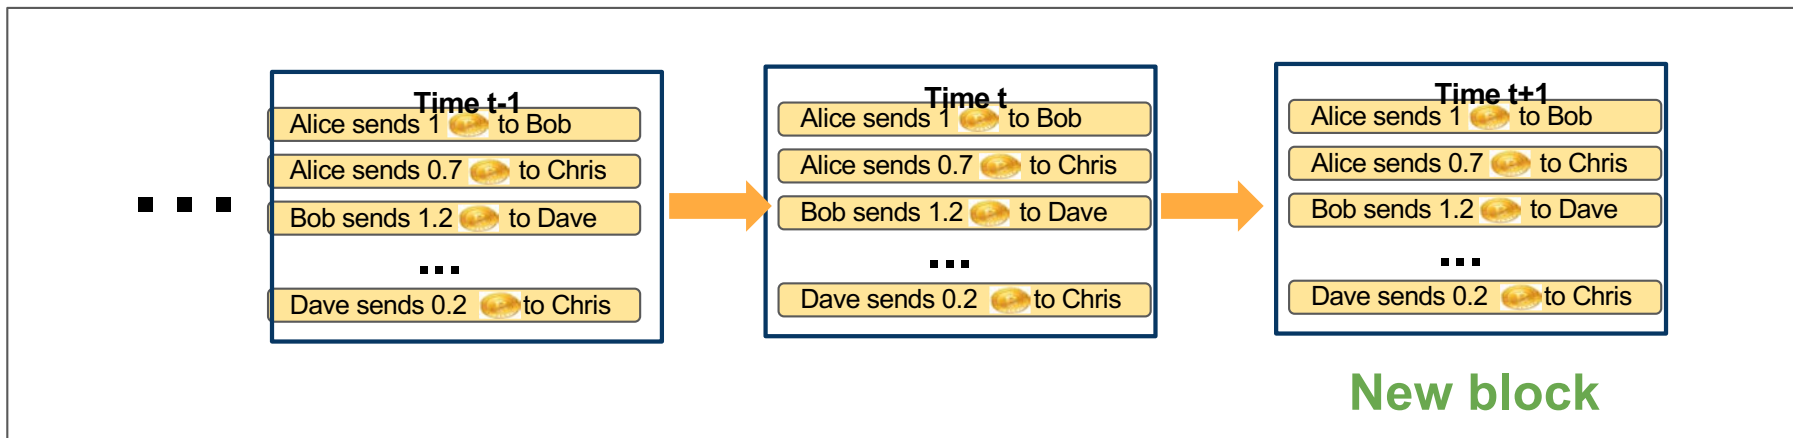 Time t-1
Alice sends 1 to Bob
Alice sends 0.7 to Chris
Bob sends 1.2 to Dave
...
Dave sends 0.2 to Chris
Time t
Alice sends 1 to Bob
Alice sends 0.7 to Chris
Bob sends 1.2 to Dave
...
Dave sends 0.2 to Chris
Time t+1
Alice sends 1 to Bob
Alice sends 0.7 to Chris
Bob sends 1.2 to Dave
...
Dave sends 0.2 to Chris
New block